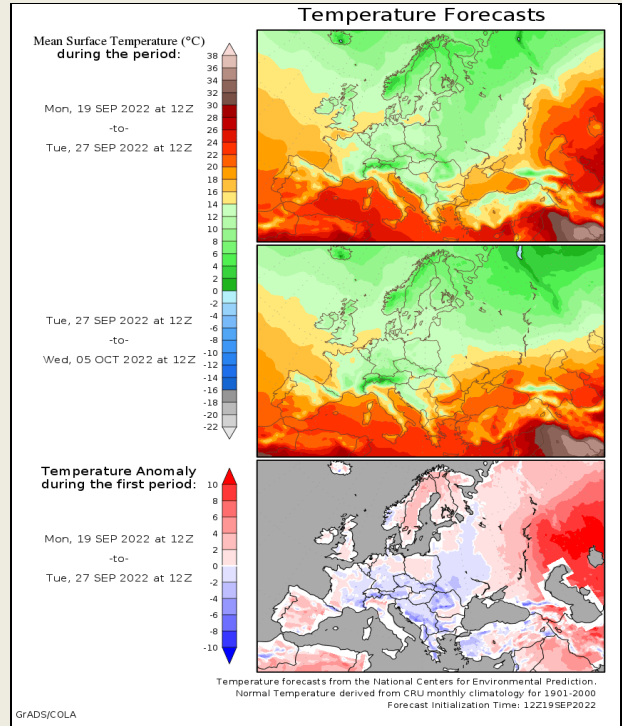 Temperature Forecasts
Mean Surface Temperature (°C)
during the period:
Mon, 19 SEP 2022 at 12Z
-to-
Tue, 27 SEP 2022 at 12Z
38
36
34
32
30
28
26
24
22
20
18
16
14
12
10
8
6
4
2
0
-2
-4
-6
-8
-10
-12
-14
-16
-18
-20
-22
Tue, 27 SEP 2022 at 12Z
-to-
Wed, 05 OCT 2022 at 12Z
Temperature Anomaly
during the first period:
Mon, 19 SEP 2022 at 12Z
-to-
Tue, 27 SEP 2022 at 12Z
10
8
6
4
2
0
-2
-4
-6
-8
-10
Temperature forecasts from the National Centers for Environmental Prediction.
Normal Temperature derived from CRU monthly climatology for 1901-2000
Forecast Initialization Time: 12Z19SEP2022
GrADS/COLA